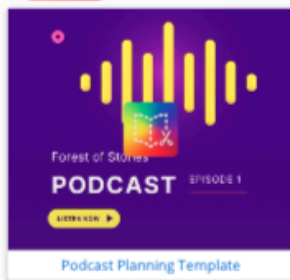 Forest of Stories
PODCAST
EPISODE 1
LISTEN NOW
Podcast Planning Template